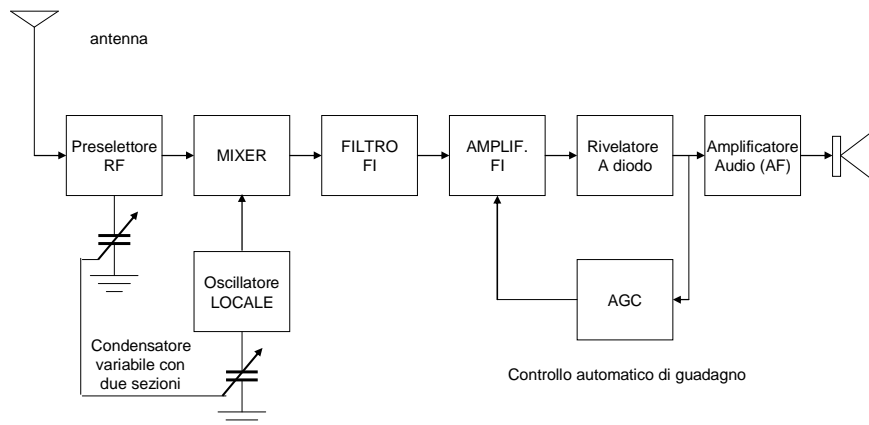 antenna
Preselettore
RF
MIXER
FILTRO
FI
AMPLIF.
FI
Rivelatore
A diodo
Amplificatore
Audio (AF)
Oscillatore
LOCALE
AGC
Condensatore
variabile con
due sezioni
Controllo automatico di guadagno